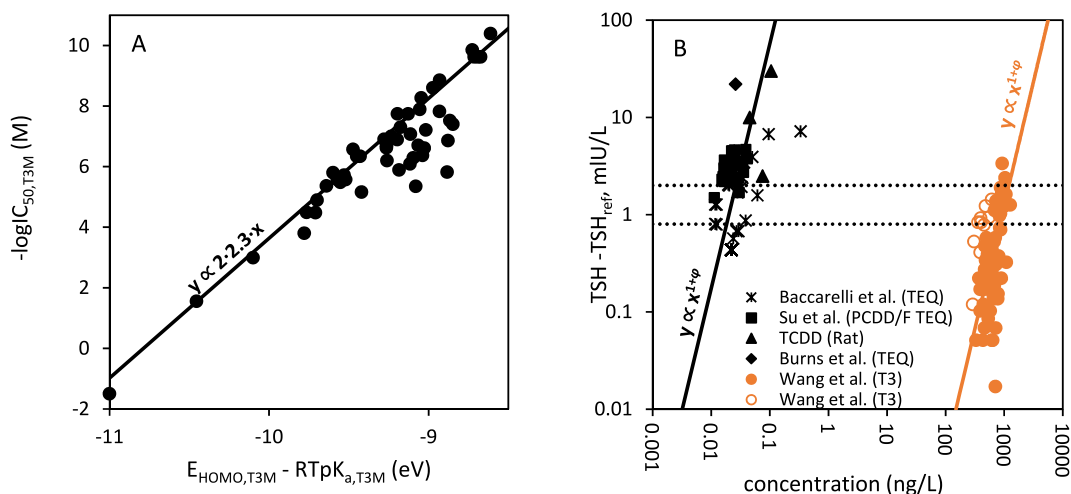 A
10
8
6
4
2
0
-2
-11
-10
-9
-logIC50,T3M (M)
y ∝ 2·2.3·x
EHOMO,T3M - RTpKa,T3M (eV)
B
100
10
1
0.1
0.01
TSH -TSHref, mIU/L
y ∝ x1+φ
y ∝ x1+φ
Baccarelli et al. (TEQ)
Su et al. (PCDD/F TEQ)
TCDD (Rat)
Burns et al. (TEQ)
Wang et al. (T3)
Wang et al. (T3)
0.001
0.01
0.1
1
10
100
1000
10000
concentration (ng/L)